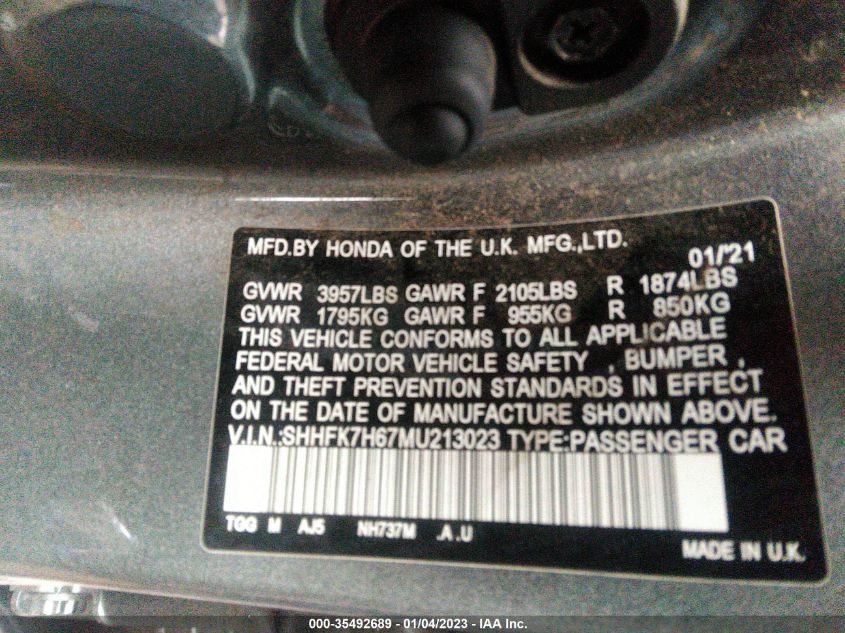 MFD.BY HONDA OF THE U.K. MFG.,LTD. 01/'21
GVWR 3957LBS GAWR F 2105LBS R 1874LBS
GVWR 1795KG GAWR F 955KG R 850KG
THIS VEHICLE CONFORMS TO ALL APPLICABLE
FEDERAL MOTOR VEHICLE SAFETY , BUMPER ,
AND THEFT PREVENTION STANDARDS IN EFFECT
ON THE DATE OF MANUFACTURE SHOWN ABOVE.
V.I.N.:SHHFK7H67MU213023 TYPE:PASSENGER CAR
TGG M AJ5 NH737M .A .U
MADE IN U.K.
000-35492689 - 01/04/2023 - IAA Inc.